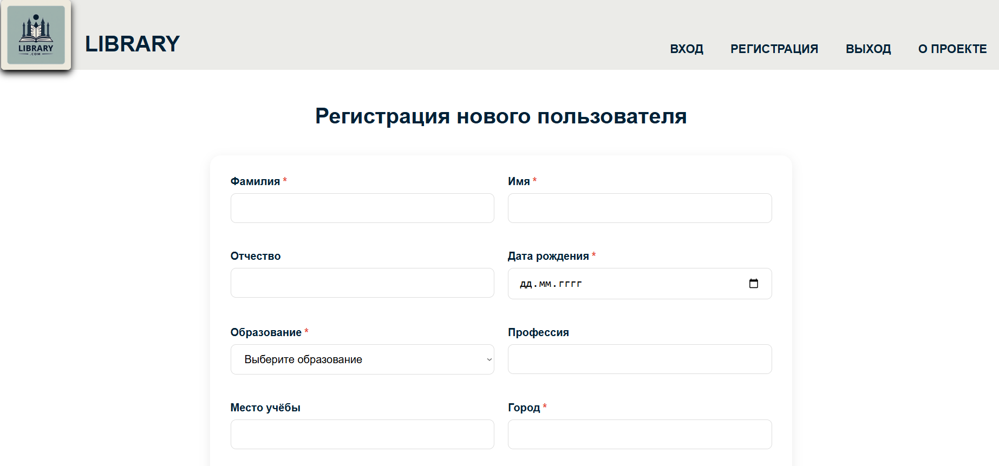 LIBRARY
.COM
LIBRARY
ВХОД РЕГИСТРАЦИЯ ВЫХОД О ПРОЕКТЕ
Регистрация нового пользователя
Фамилия * Имя *
Отчество Дата рождения *
дд.мм.гггг
Образование * Профессия
Выберите образование
Место учёбы Город *